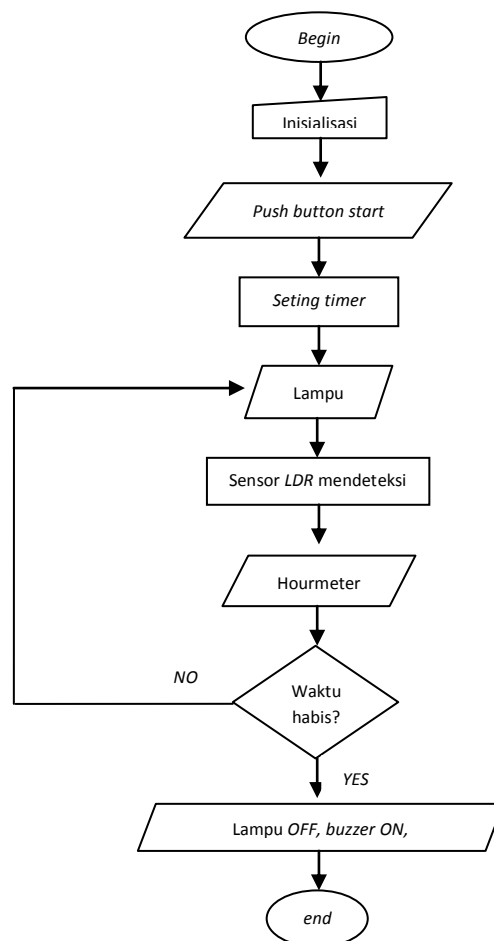 Begin
Inisialisasi
Push button start
Seting timer
Lampu
Sensor LDR mendeteksi
Hourmeter
NO
Waktu
habis?
YES
Lampu OFF, buzzer ON,
end